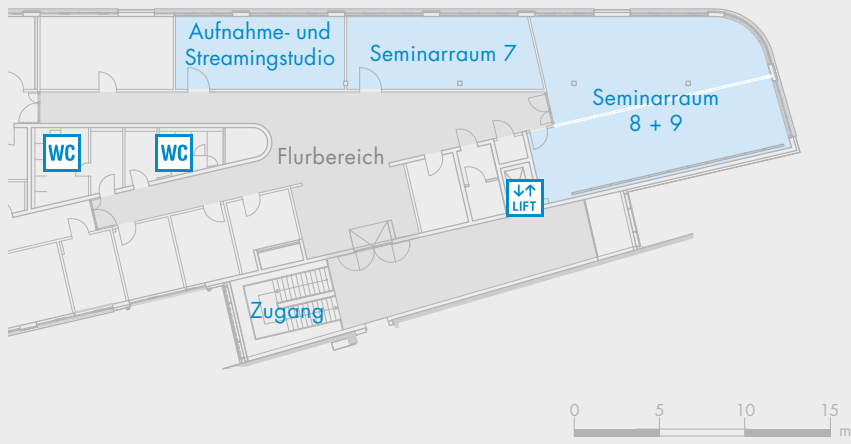 Aufnahme- und
Streamingstudio
Seminarraum 7
Seminarraum
8 + 9
WC
WC
Flurbereich
LIFT
Zugang
0 5 10 15
m